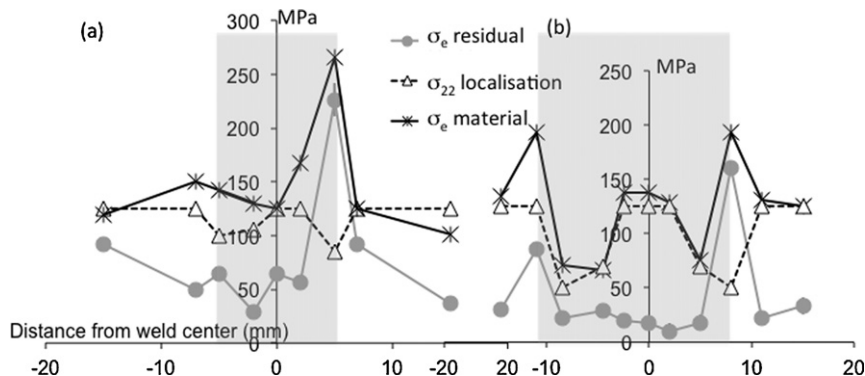 (a)
300 MPa
250
200
150
100
50
0
Distance from weld center (mm)
-20 -10 0 10 20
σe residual
σ22 localisation
σe material
(b)
MPa
250
200
150
100
50
0
-20 -10 0 10 20